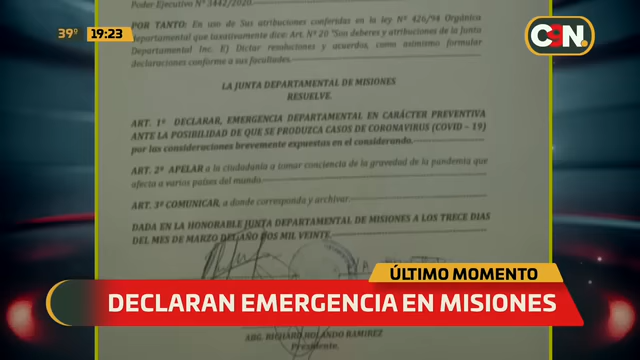 39°
19:23
C9N.
Poder Ejecutivo Nº 3442/2020.
POR TANTO: En uso de Sus atribuciones conferidas en la ley Nº 426/94 Orgánica
departamental que taxativamente dice: Art. Nº 20 "Son deberes y atribuciones de la Junta
Departamental Inc. E) Dictar resoluciones y acuerdos, como asimismo formular
declaraciones conforme a sus facultades.
LA JUNTA DEPARTAMENTAL DE MISIONES
RESUELVE.
ART. 1º DECLARAR, EMERGENCIA DEPARTAMENTAL EN CARÁCTER PREVENTIVA
ANTE LA POSIBILIDAD DE QUE SE PRODUZCA CASOS DE CORONAVIRUS (COVID – 19)
por las consideraciones brevemente expuestas en el considerando.
ART. 2º APELAR a la ciudadanía a tomar conciencia de la gravedad de la pandemia que
afecta a varios países del mundo.
ART. 3º COMUNICAR, a donde corresponda y archivar
DADA EN LA HONORABLE JUNTA DEPARTAMENTAL DE MISIONES A LOS TRECE DIAS
DEL MES DE MARZO DEL AÑO DOS MIL VEINTE.
ÚLTIMO MOMENTO
DECLARAN EMERGENCIA EN MISIONES
ABG. RICHARD ROLANDO RAMIREZ
Presidente.